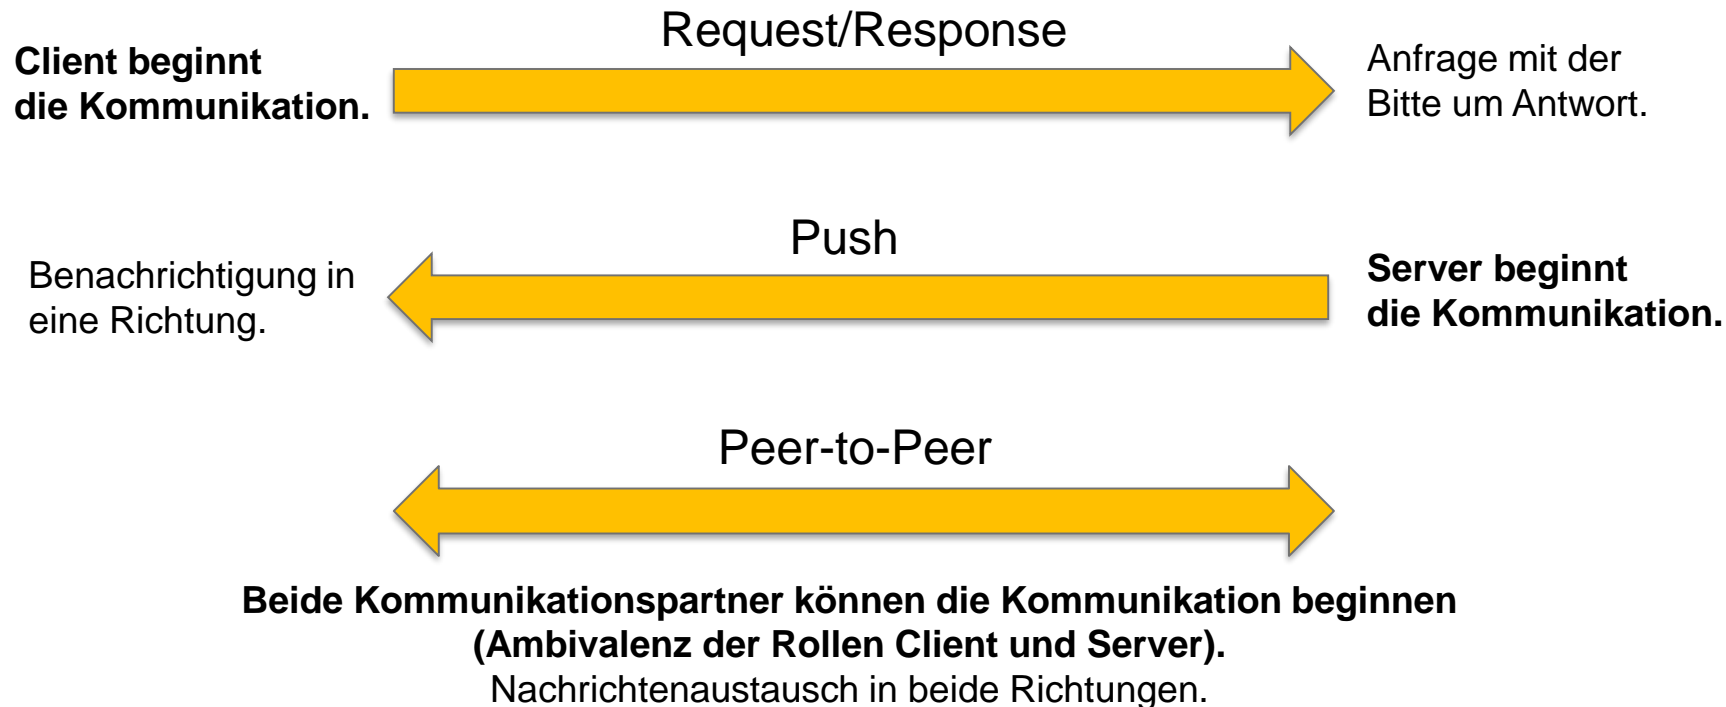 Request/Response
Client beginnt
die Kommunikation.
Anfrage mit der
Bitte um Antwort.
Push
Benachrichtigung in
eine Richtung.
Server beginnt
die Kommunikation.
Peer-to-Peer
Beide Kommunikationspartner können die Kommunikation beginnen
(Ambivalenz der Rollen Client und Server).
Nachrichtenaustausch in beide Richtungen.